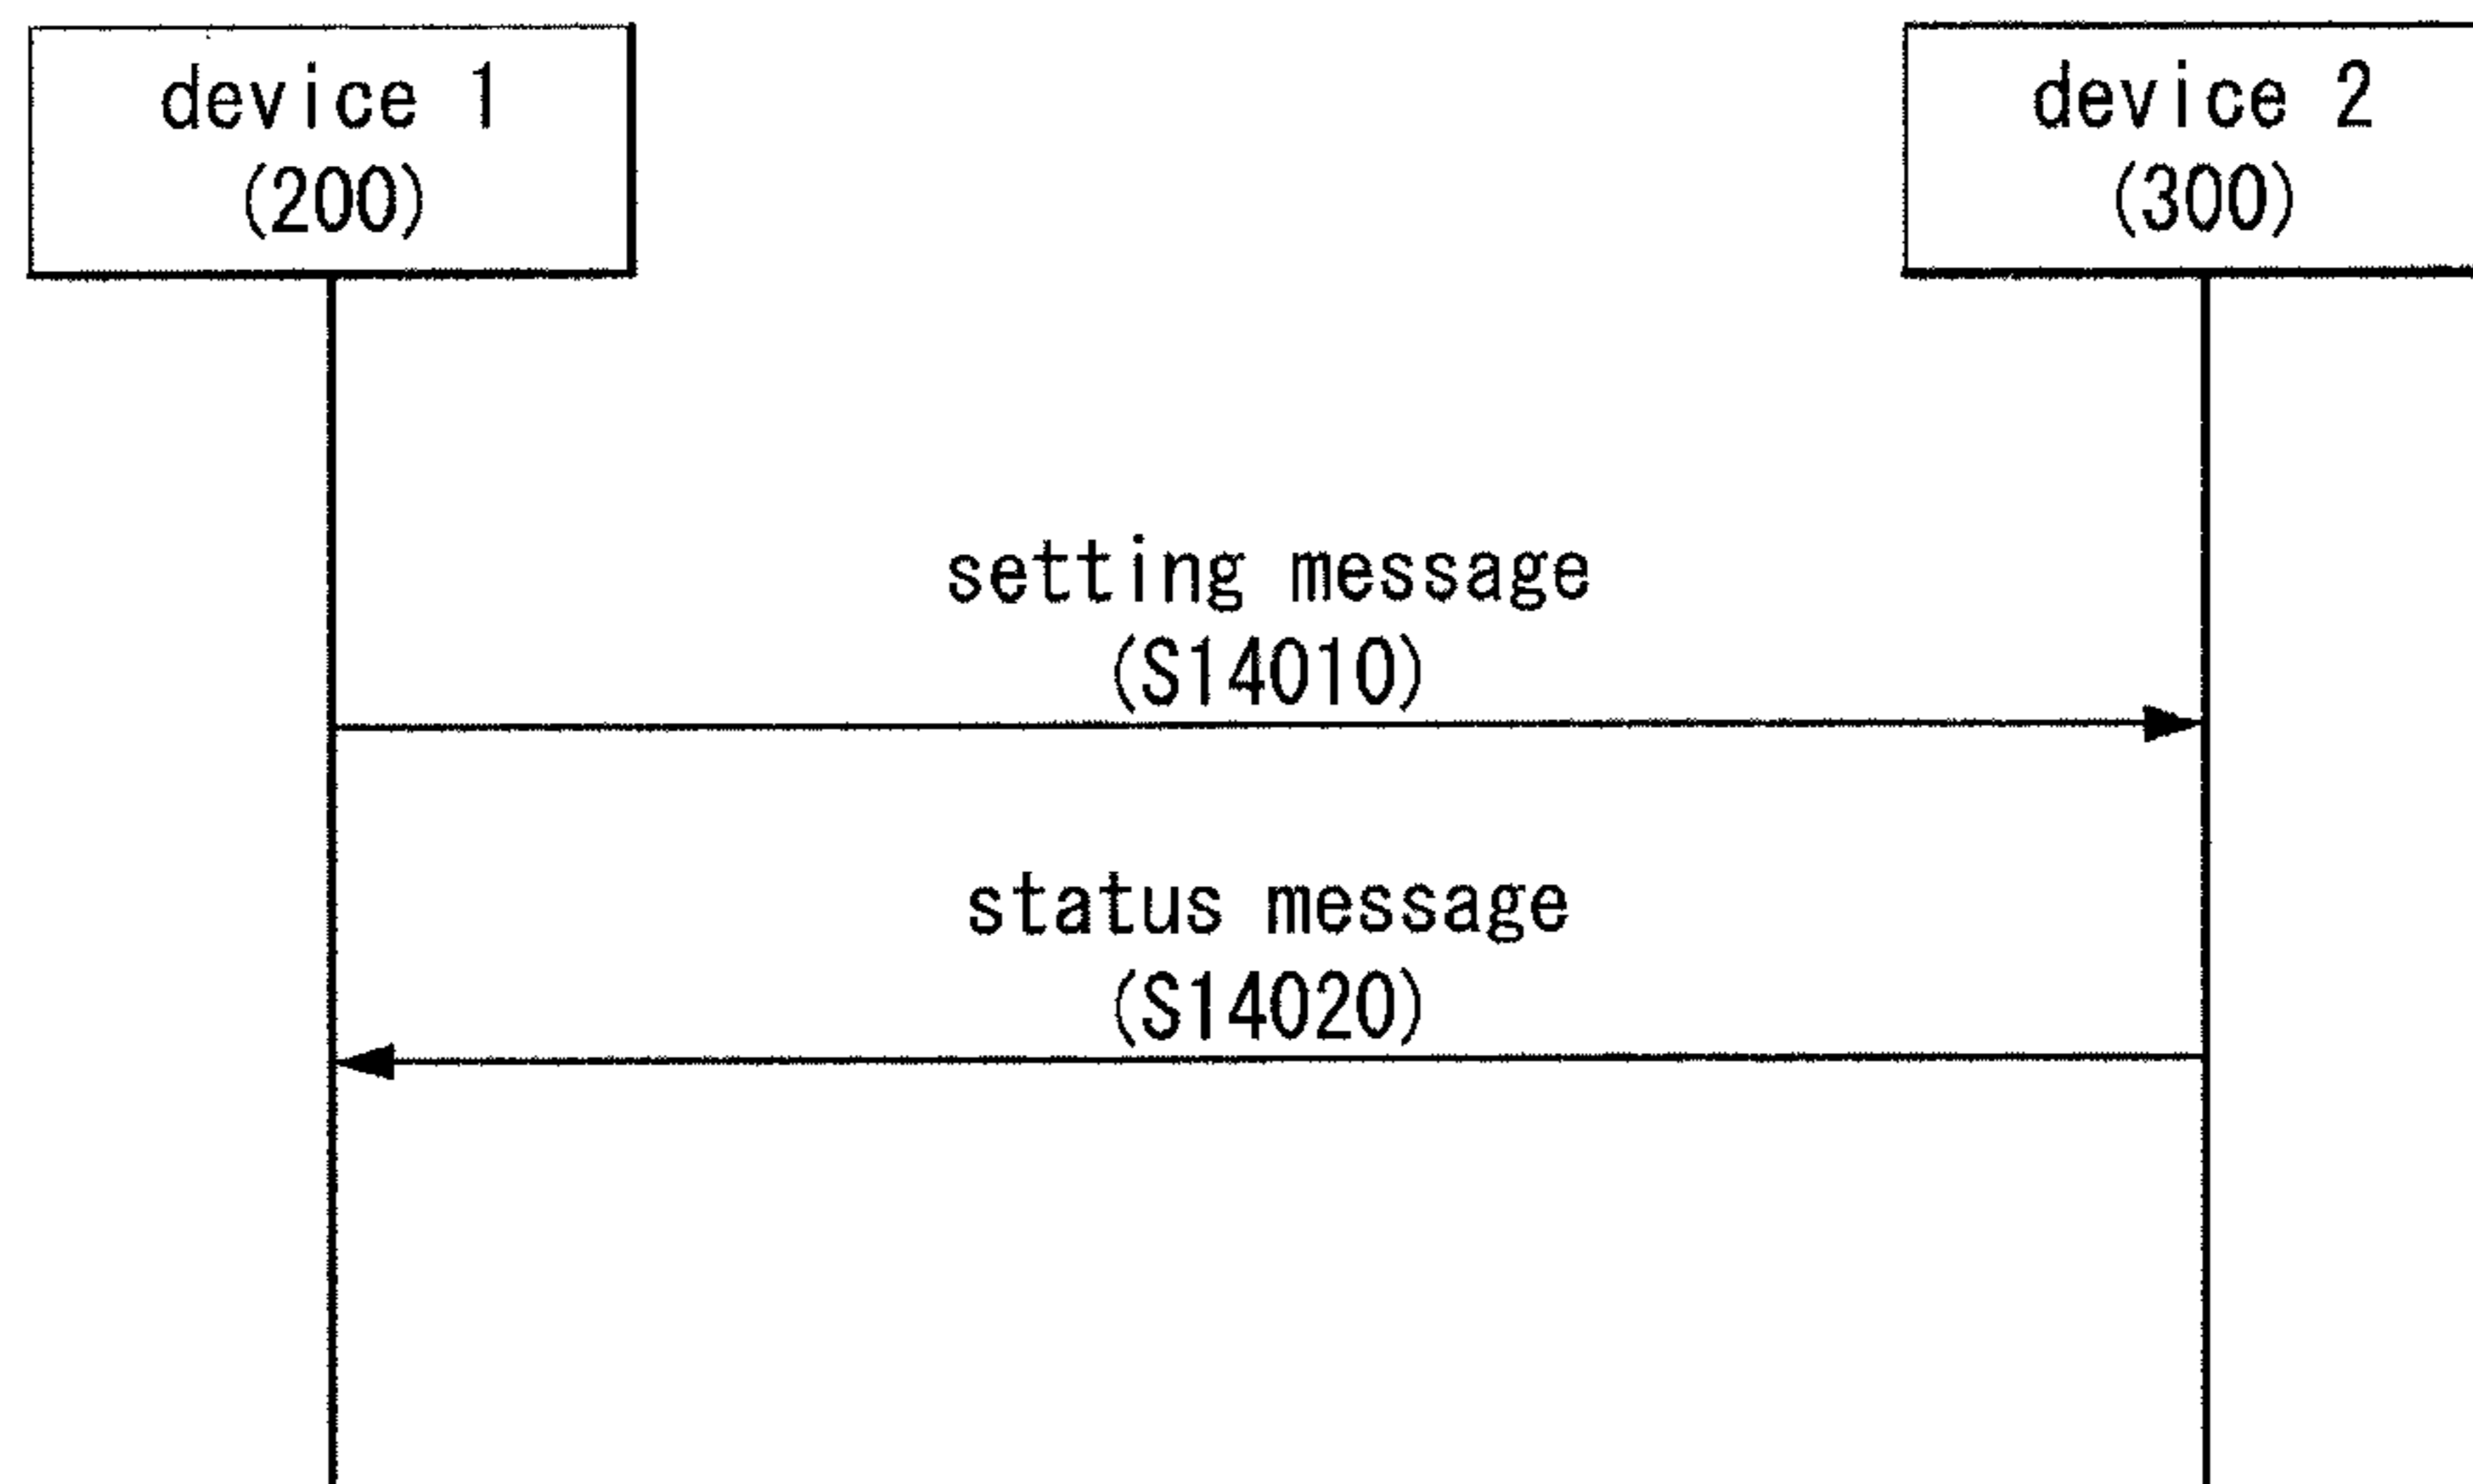 device 1
(200)
device 2
(300)
setting message
(S14010)
status message
(S14020)